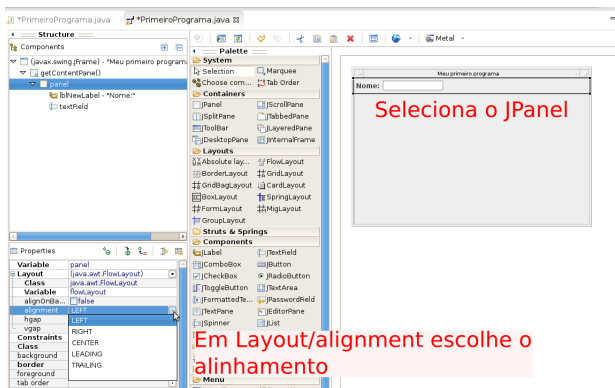 *PrimeiroPrograma.java
*PrimeiroPrograma.java
Structure
Components
(javax.swing.JFrame) - "Meu primeiro program
getContentPane()
panel
lblNewLabel - "Nome:"
textField
Properties
Variable panel
Layout (java.awt.FlowLayout)
Class java.awt.FlowLayout
Variable flowLayout
alignOnBa... false
alignment LEFT
hgap LEFT
vgap RIGHT
Constraints CENTER
Class LEADING
background TRAILING
border
foreground
tab order
Metal
Palette
System
Selection Marquee
Choose com... Tab Order
Containers
JPanel JScrollPane
JSplitPane JTabbedPane
JToolBar JLayeredPane
JDesktopPane JInternalFrame
Layouts
Absolute lay... FlowLayout
BorderLayout GridLayout
GridBagLayout CardLayout
BoxLayout SpringLayout
FormLayout MigLayout
GroupLayout
Struts & Springs
Components
JLabel JTextField
JComboBox JButton
JCheckBox JRadioButton
JToggleButton JTextArea
JFormattedTe... JPasswordField
JTextPane JEditorPane
JSpinner JList
Menu
Meu primeiro programa
Nome:
Seleciona o JPanel
Em Layout/alignment escolhe o
alinhamento